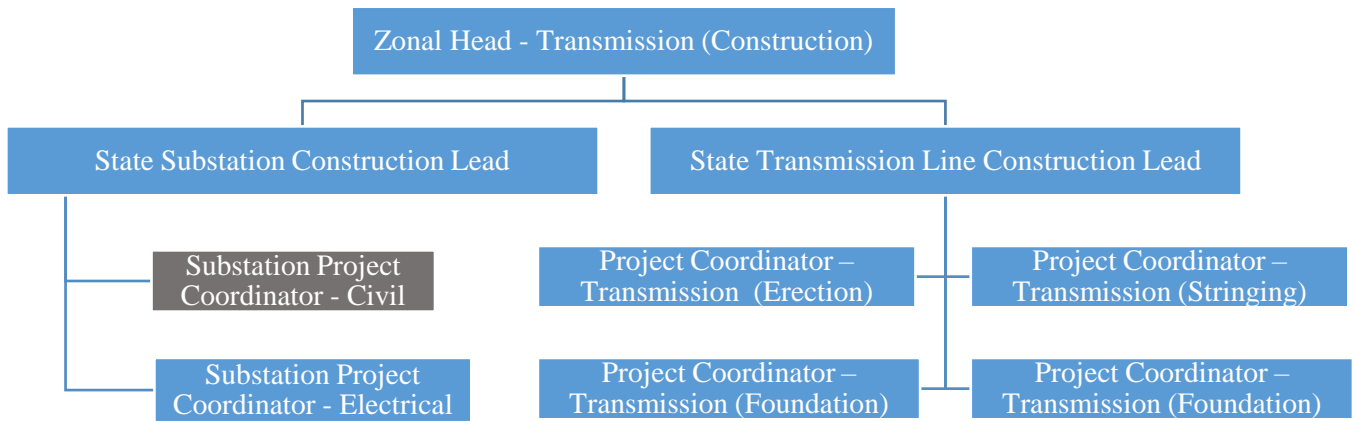 Zonal Head - Transmission (Construction)
State Substation Construction Lead
State Transmission Line Construction Lead
Substation Project
Coordinator - Civil
Project Coordinator –
Transmission (Erection)
Project Coordinator –
Transmission (Stringing)
Substation Project
Coordinator - Electrical
Project Coordinator –
Transmission (Foundation)
Project Coordinator –
Transmission (Foundation)